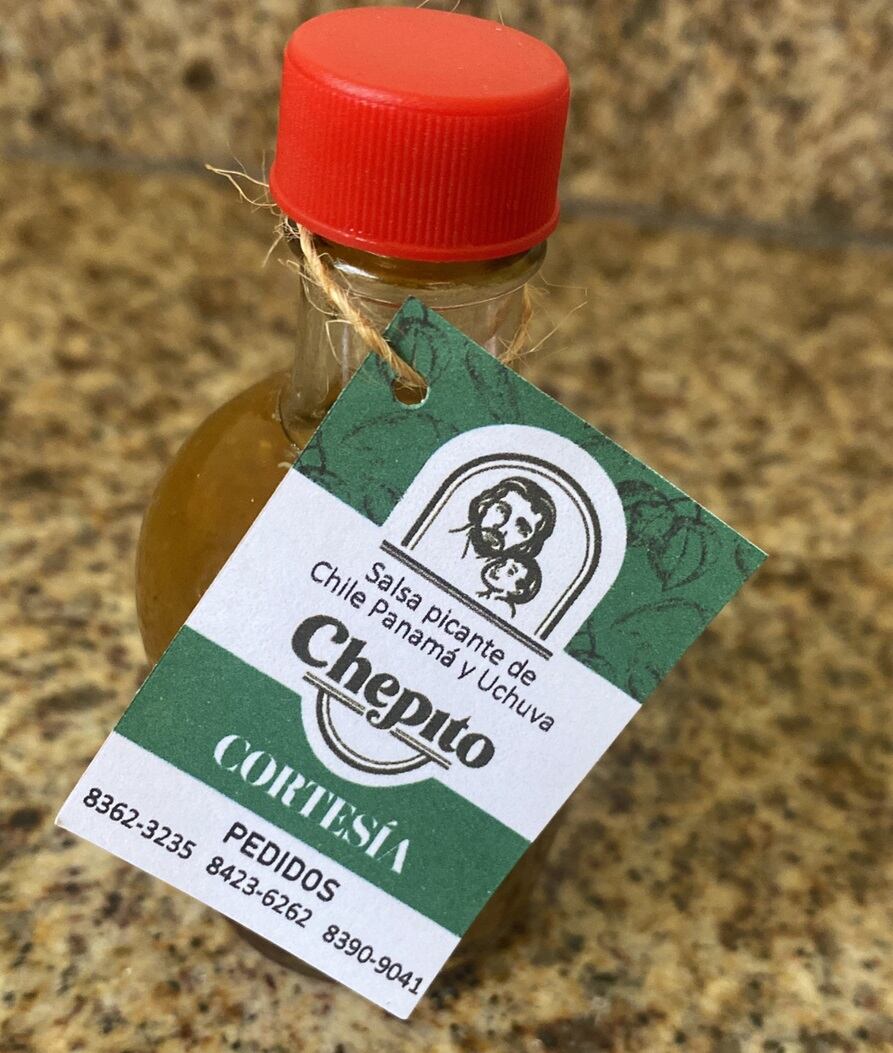 Salsa picante de
Chile Panamá y Uchuva
Chepito
CORTESÍA
PEDIDOS
8362-3235 8423-6262 8390-9041